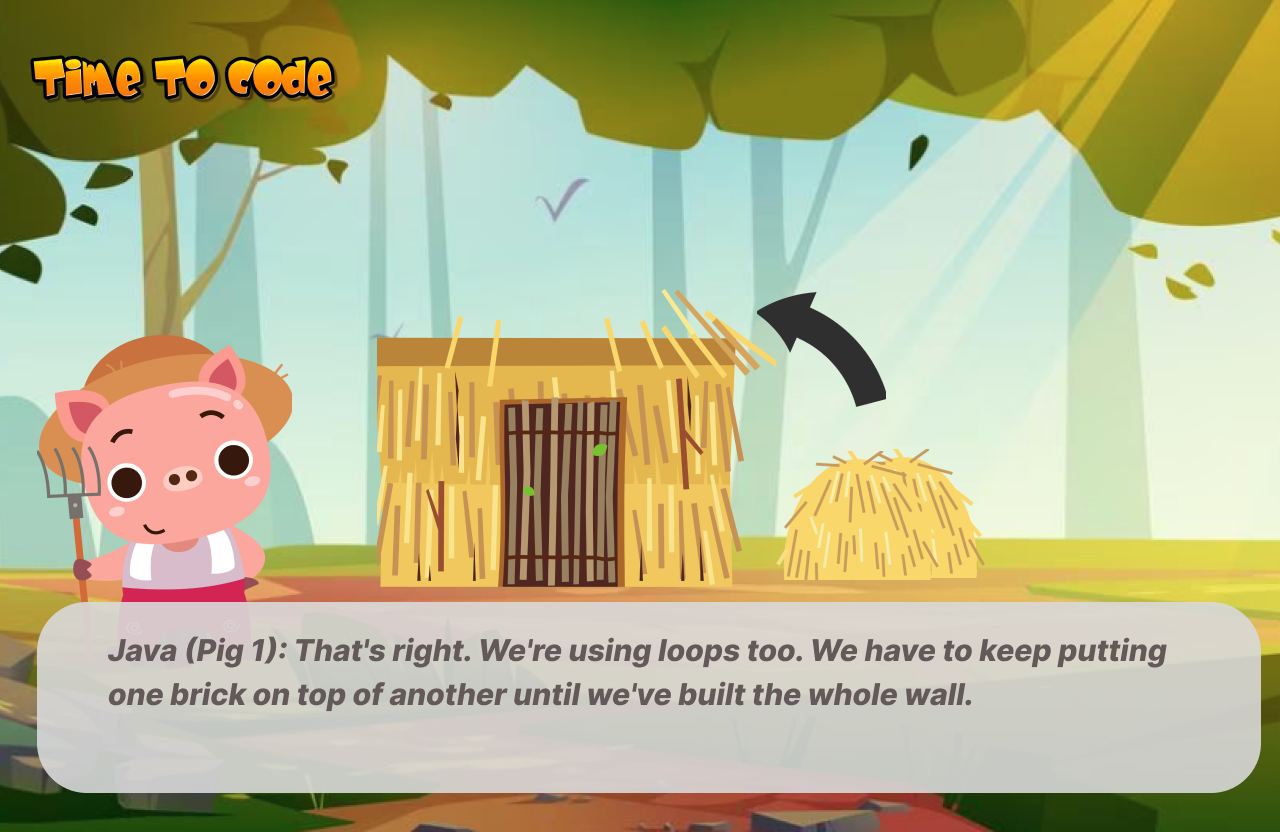 Time To Code
Java (Pig 1): That's right. We're using loops too. We have to keep putting
one brick on top of another until we've built the whole wall.